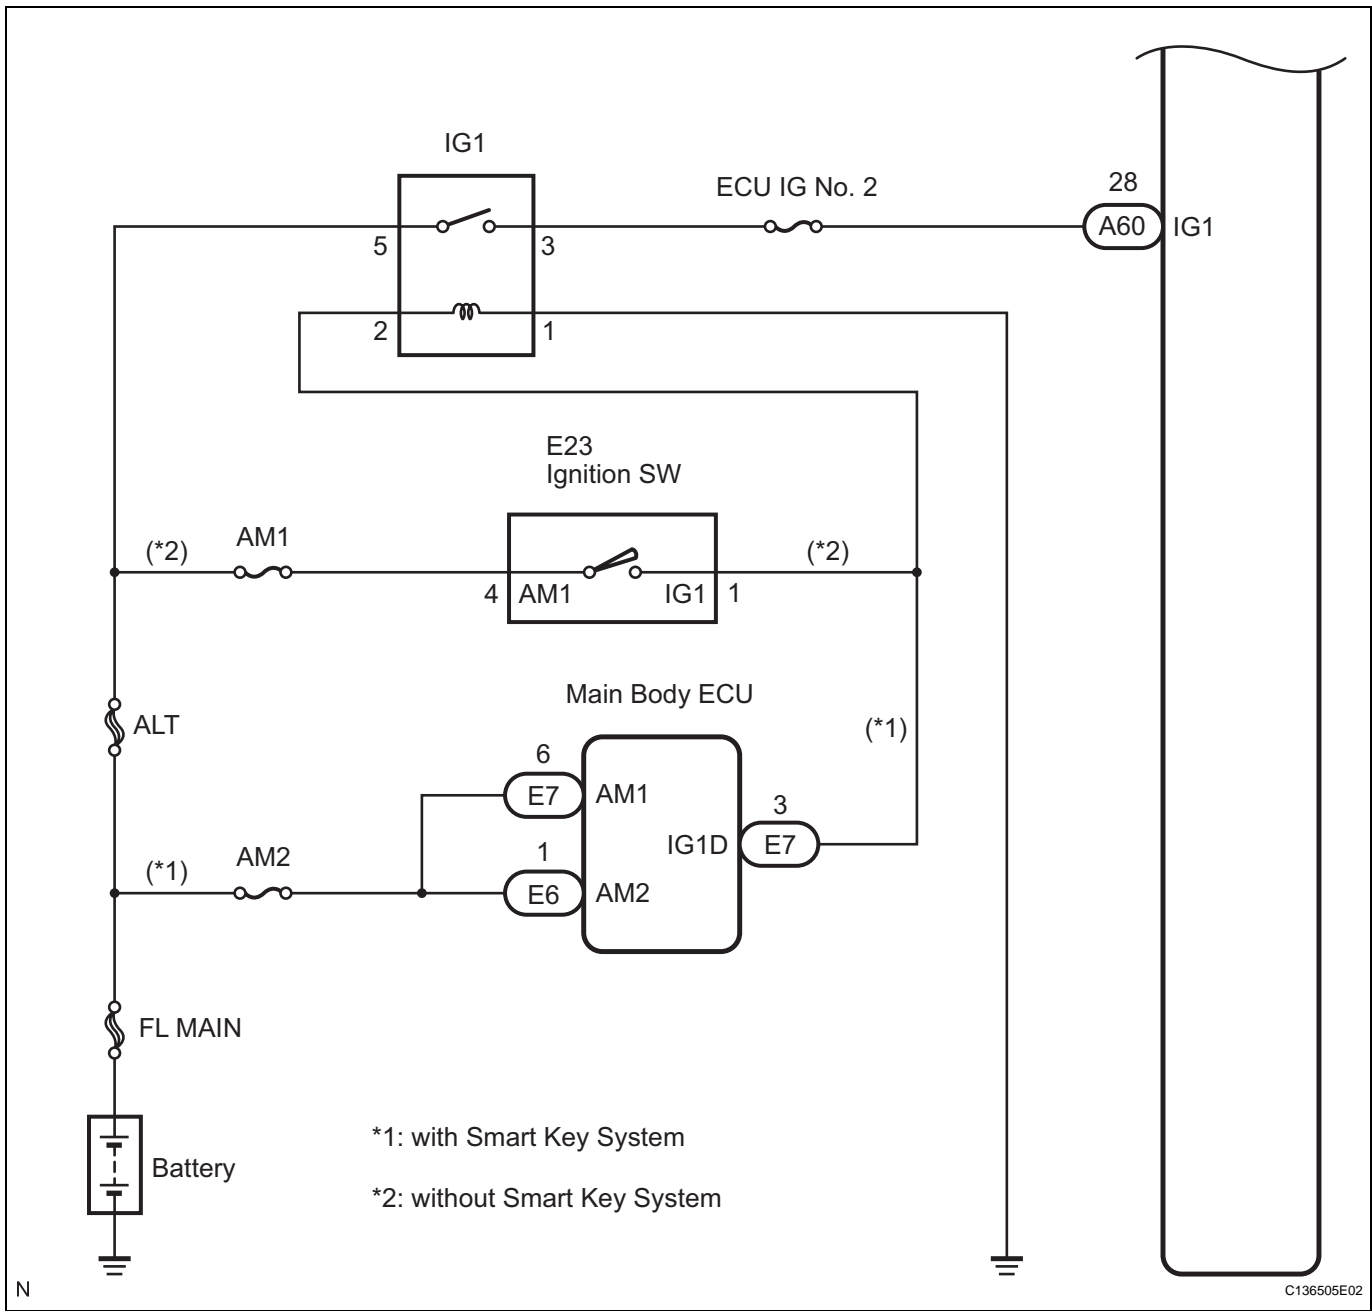 IG1
ECU IG No. 2
28
5
3
A60
IG1
2
1
E23
Ignition SW
(*2)
AM1
(*2)
4
AM1
IG1
1
Main Body ECU
ALT
(*1)
6
E7
AM1
3
IG1D
E7
(*1)
AM2
1
E6
AM2
FL MAIN
Battery
*1: with Smart Key System
*2: without Smart Key System
N
C136505E02